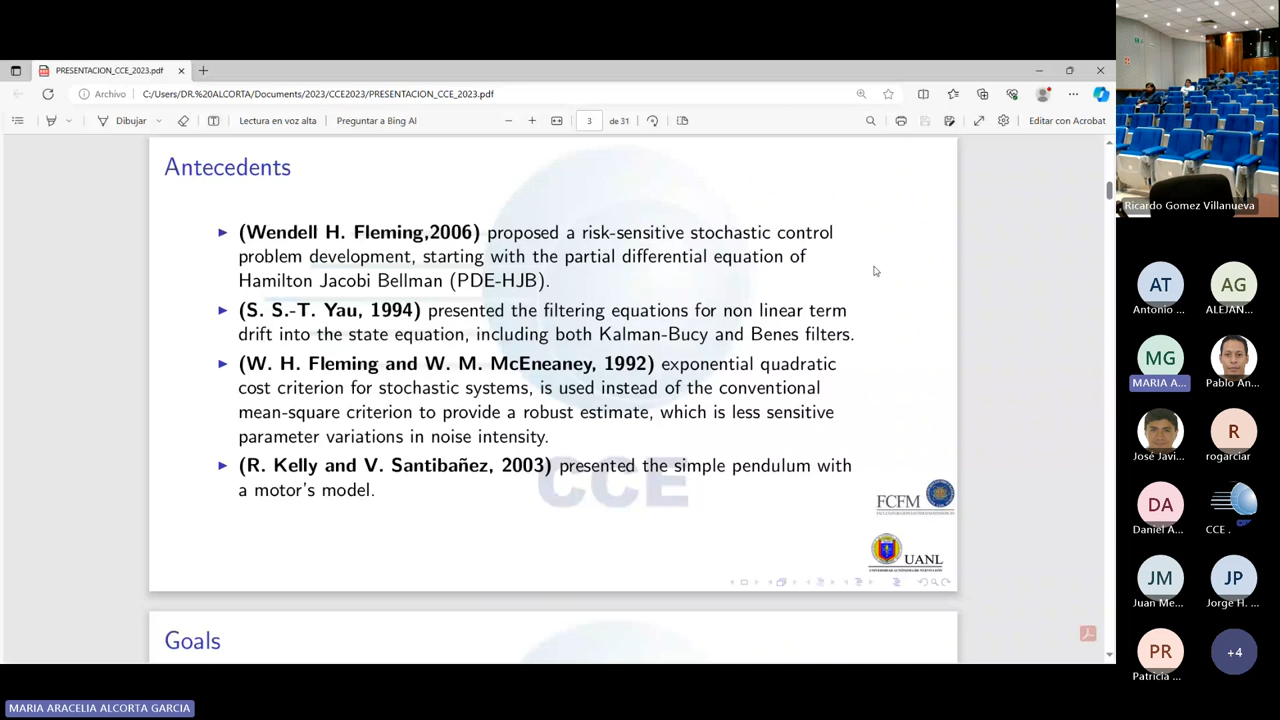 PRESENTACION_CCE_2023.pdf
Archivo
C:/Users/DR.%20ALCORTA/Documents/2023/CCE2023/PRESENTACION_CCE_2023.pdf
Dibujar
Lectura en voz alta
Preguntar a Bing AI
3
de 31
Editar con Acrobat
Antecedents
(Wendell H. Fleming,2006) proposed a risk-sensitive stochastic control
problem development, starting with the partial differential equation of
Hamilton Jacobi Bellman (PDE-HJB).
(S. S.-T. Yau, 1994) presented the filtering equations for non linear term
drift into the state equation, including both Kalman-Bucy and Benes filters.
(W. H. Fleming and W. M. McEneaney, 1992) exponential quadratic
cost criterion for stochastic systems, is used instead of the conventional
mean-square criterion to provide a robust estimate, which is less sensitive
parameter variations in noise intensity.
(R. Kelly and V. Santibañez, 2003) presented the simple pendulum with
a motor's model.
CCE
FCFM
UANL
Goals
Ricardo Gomez Villanueva
AT
Antonio ...
AG
ALEJAN...
MG
MARIA A...
Pablo An...
José Javi...
R
rogarciar
DA
Daniel A...
CCE .
JM
Juan Me...
JP
Jorge H. ...
PR
Patricia ...
+4
MARIA ARACELIA ALCORTA GARCIA